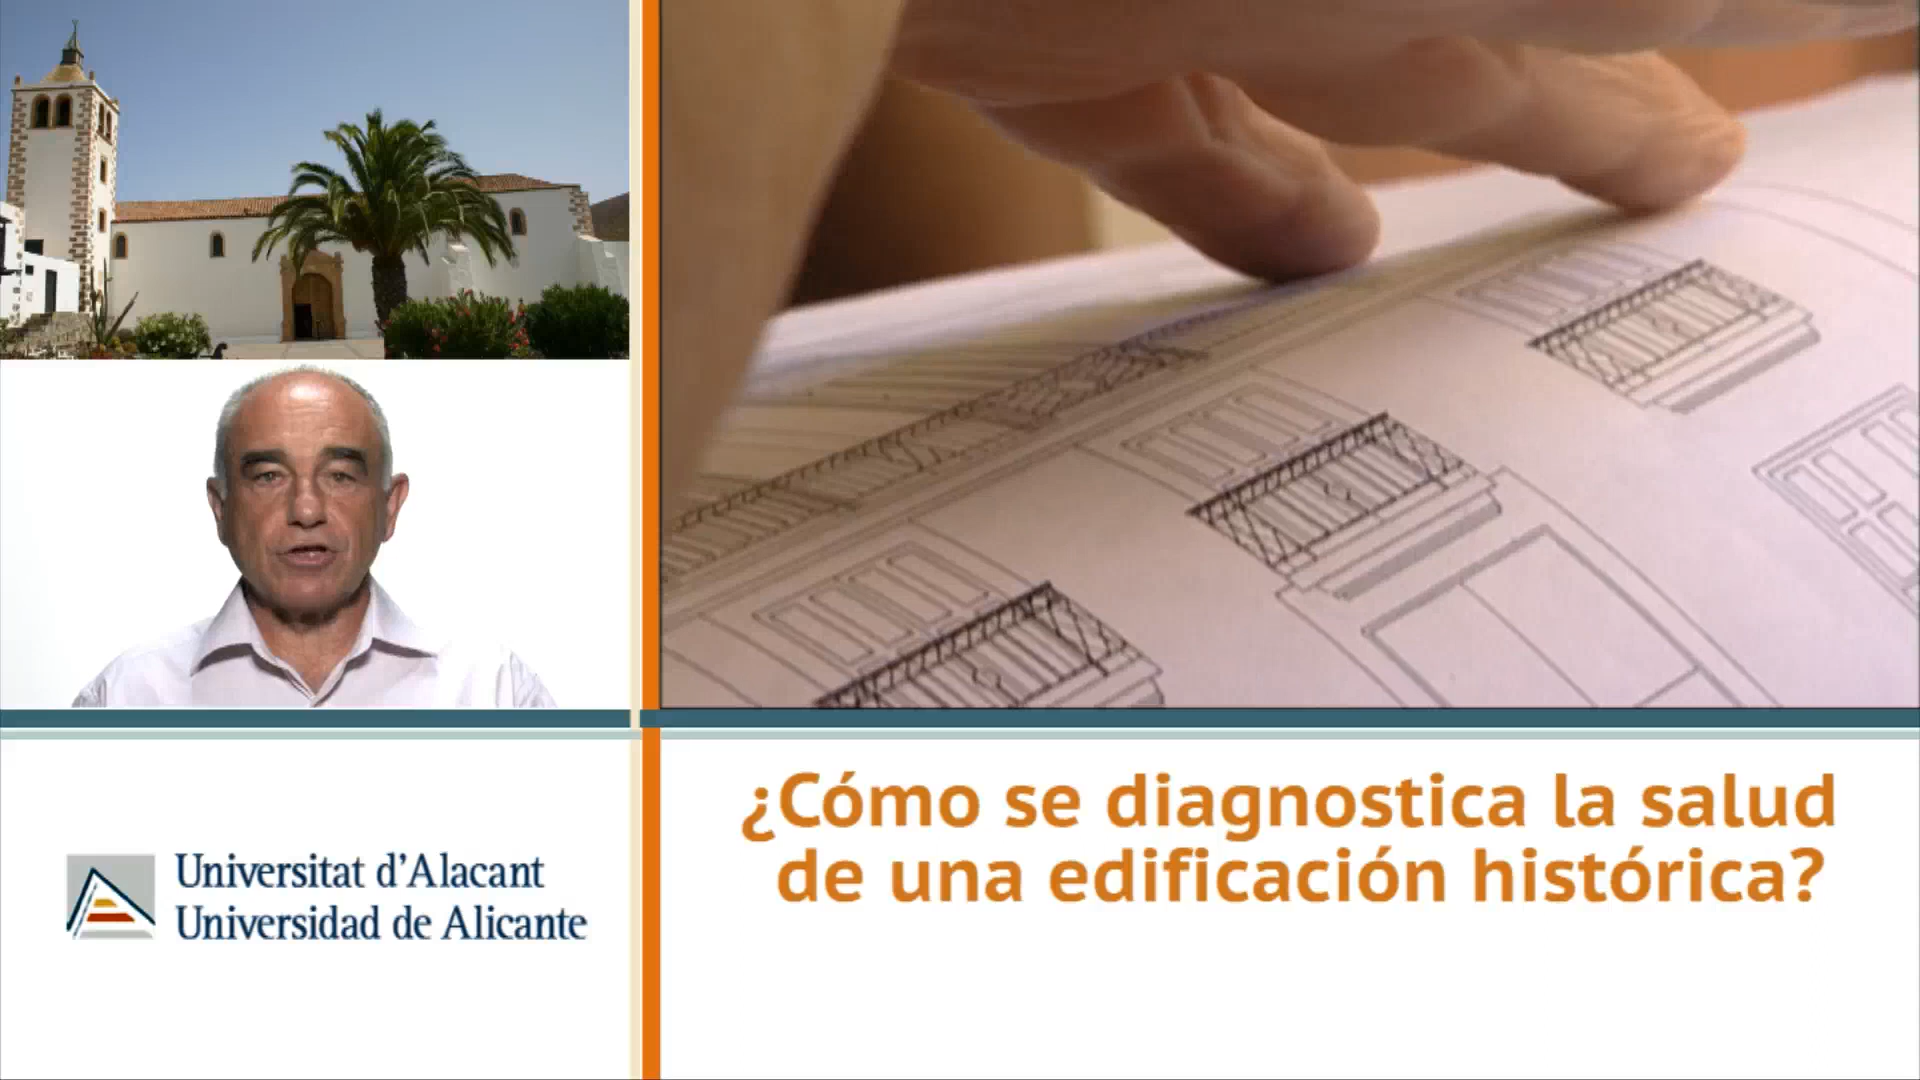 Universitat d'Alacant
Universidad de Alicante
¿Cómo se diagnostica la salud
de una edificación histórica?